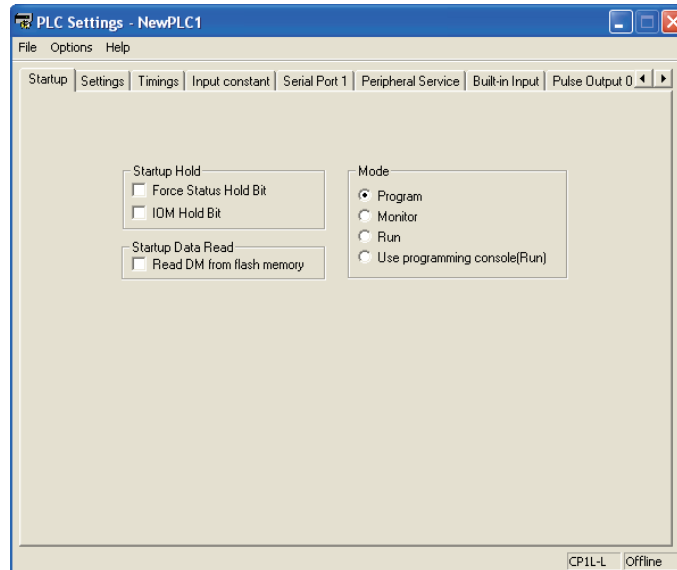 PLC Settings - NewPLC1
File Options Help
Startup Settings Timings Input constant Serial Port 1 Peripheral Service Built-in Input Pulse Output 0
Startup Hold
Force Status Hold Bit
IOM Hold Bit
Startup Data Read
Read DM from flash memory
Mode
Program
Monitor
Run
Use programming console(Run)
CP1L-L Offline